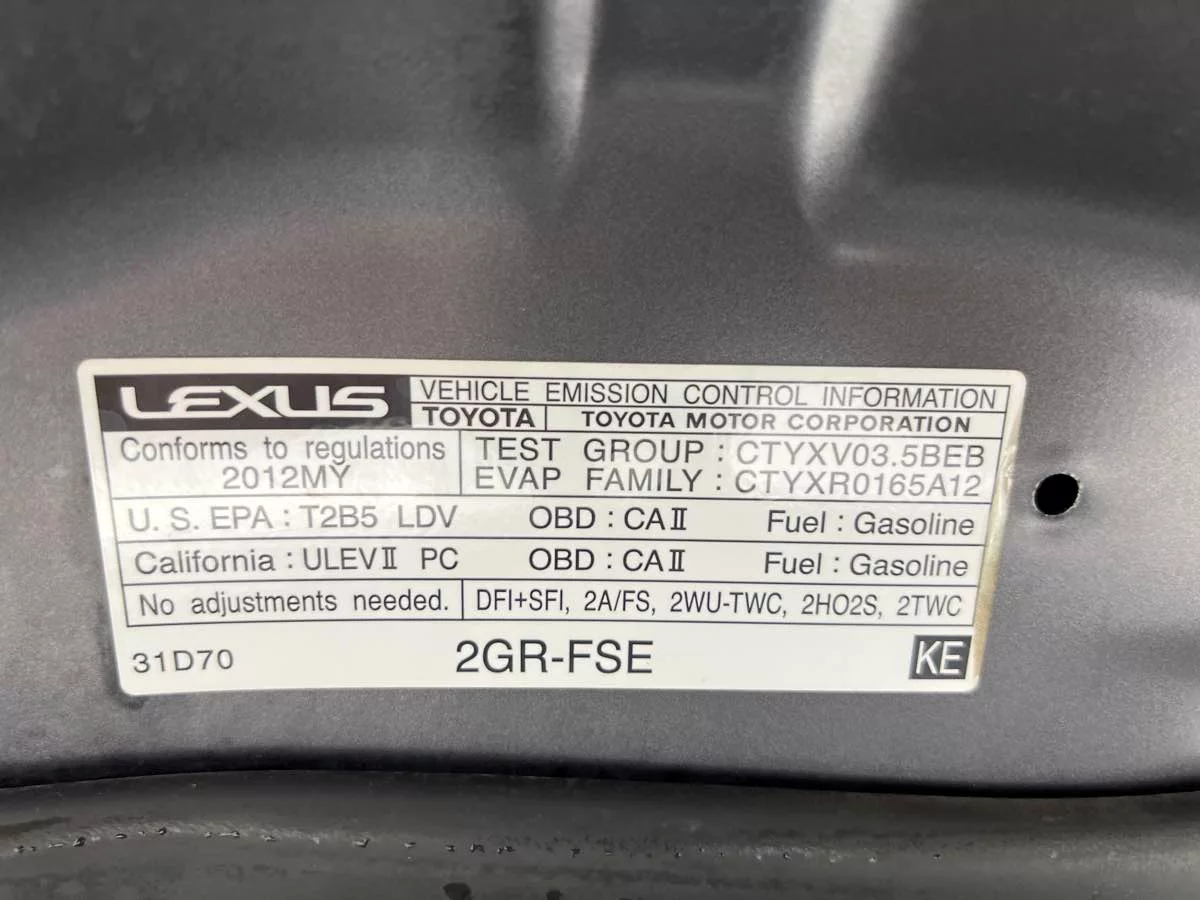 LEXUS VEHICLE EMISSION CONTROL INFORMATION
TOYOTA TOYOTA MOTOR CORPORATION
Conforms to regulations
2012MY
TEST GROUP : CTYXV03.5BEB
EVAP FAMILY : CTYXR0165A12
U. S. EPA : T2B5 LDV OBD : CAⅡ Fuel : Gasoline
California : ULEVⅡ PC OBD : CAⅡ Fuel : Gasoline
No adjustments needed. DFI+SFI, 2A/FS, 2WU-TWC, 2HO2S, 2TWC
31D70 2GR-FSE KE